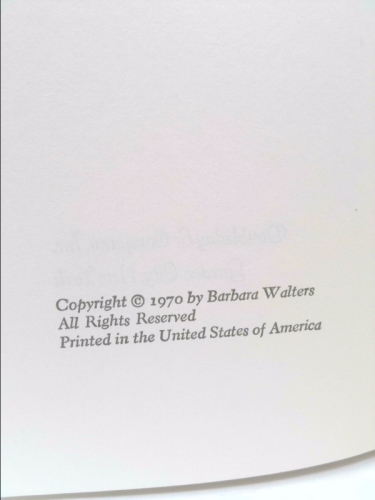 Copyright © 1970 by Barbara Walters
All Rights Reserved
Printed in the United States of America